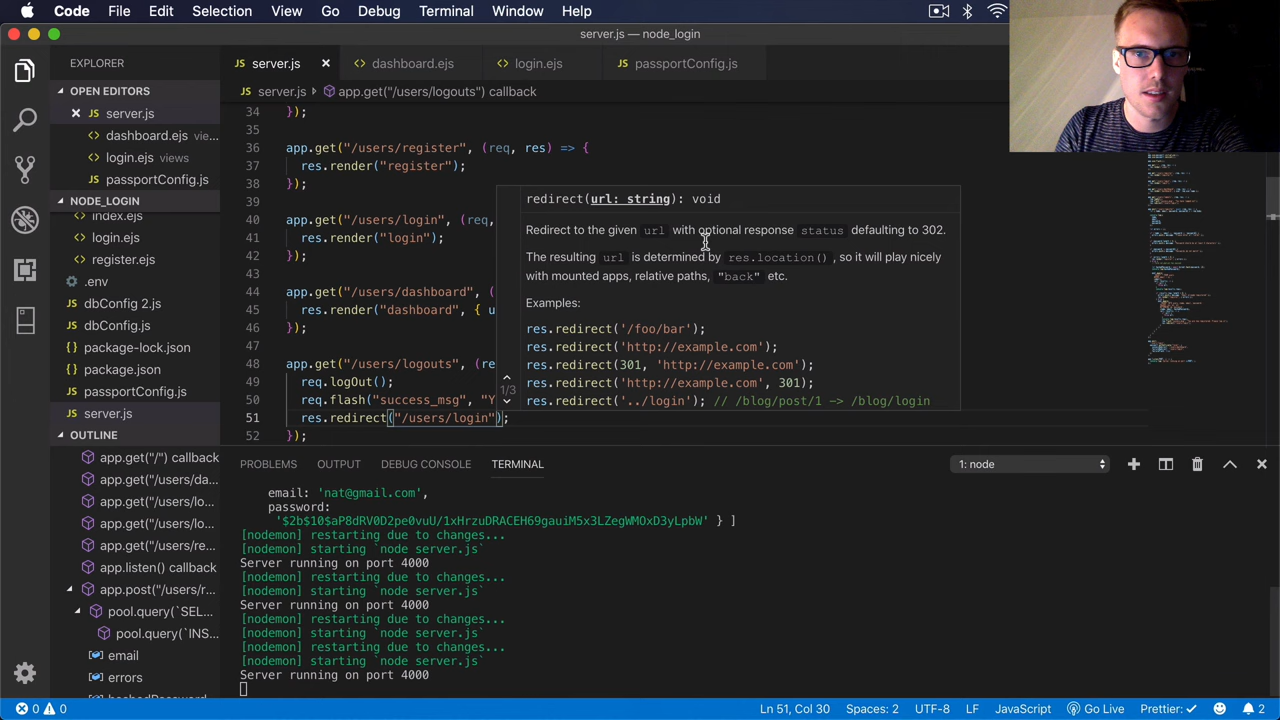 Code File Edit Selection View Go Debug Terminal Window Help
server.js — node_login
EXPLORER
OPEN EDITORS
server.js
dashboard.ejs vie...
login.ejs views
passportConfig.js
NODE_LOGIN
index.ejs
login.ejs
register.ejs
.env
dbConfig 2.js
dbConfig.js
package-lock.json
package.json
passportConfig.js
server.js
OUTLINE
app.get("/") callback
app.get("/users/da...
app.get("/users/lo...
app.get("/users/lo...
app.get("/users/re...
app.listen() callback
app.post("/users/r...
pool.query(`SEL...
pool.query(`INS...
email
errors
server.js dashboard.ejs login.ejs passportConfig.js
server.js app.get("/users/logouts") callback
34 });
35
36 app.get("/users/register", (req, res) => {
37 res.render("register");
38 });
39
40 app.get("/users/login", (req,
41 res.render("login");
42 });
43
44 app.get("/users/dashboa
45 res.render("dashboard", { u
46 });
47
48 app.get("/users/logouts (re
49 req.logOut();
50 req.flash("success_msg", "Y
51 res.redirect("/users/login");
52 });
redirect(url: string): void
Redirect to the given url with optional response status defaulting to 302.
The resulting url is determined by res.location(), so it will play nicely
with mounted apps, relative paths, "back" etc.
Examples:
res.redirect('/foo/bar');
res.redirect('http://example.com');
res.redirect(301, 'http://example.com');
res.redirect('http://example.com', 301);
res.redirect('../login'); // /blog/post/1 -> /blog/login
1/3
PROBLEMS OUTPUT DEBUG CONSOLE TERMINAL
1: node
email: 'nat@gmail.com',
password:
'$2b$10$aP8dRV0D2pe0vuU/1xHrzuDRACEH69gauiM5x3LZegWMOxD3yLpbW' } ]
[nodemon] restarting due to changes...
[nodemon] starting `node server.js`
Server running on port 4000
[nodemon] restarting due to changes...
[nodemon] starting `node server.js`
Server running on port 4000
[nodemon] restarting due to changes...
[nodemon] starting `node server.js`
[nodemon] restarting due to changes...
[nodemon] starting `node server.js`
Server running on port 4000
0 0
Ln 51, Col 30 Spaces: 2 UTF-8 LF JavaScript Go Live Prettier: 2